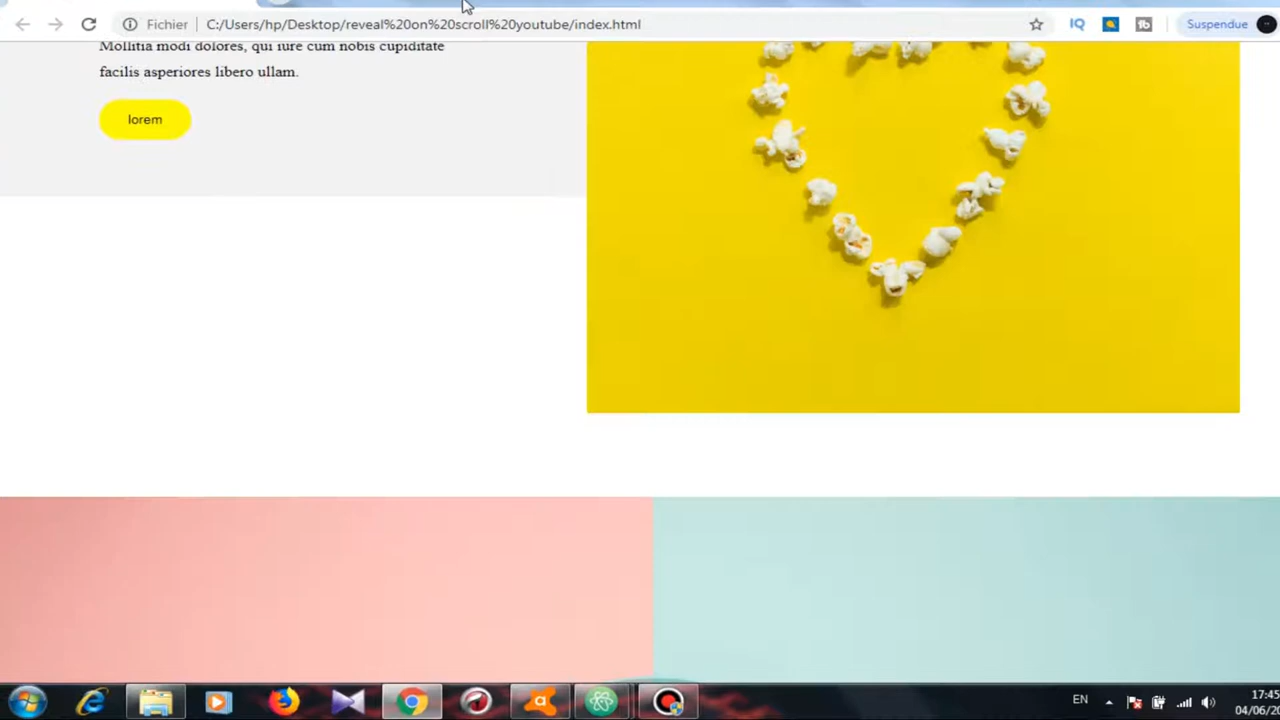 Fichier C:/Users/hp/Desktop/reveal%20on%20scroll%20youtube/index.html
IQ
Suspendue
Mollitia modi dolores, qui iure cum nobis cupiditate
facilis asperiores libero ullam.
lorem
EN
17:45
04/06/20